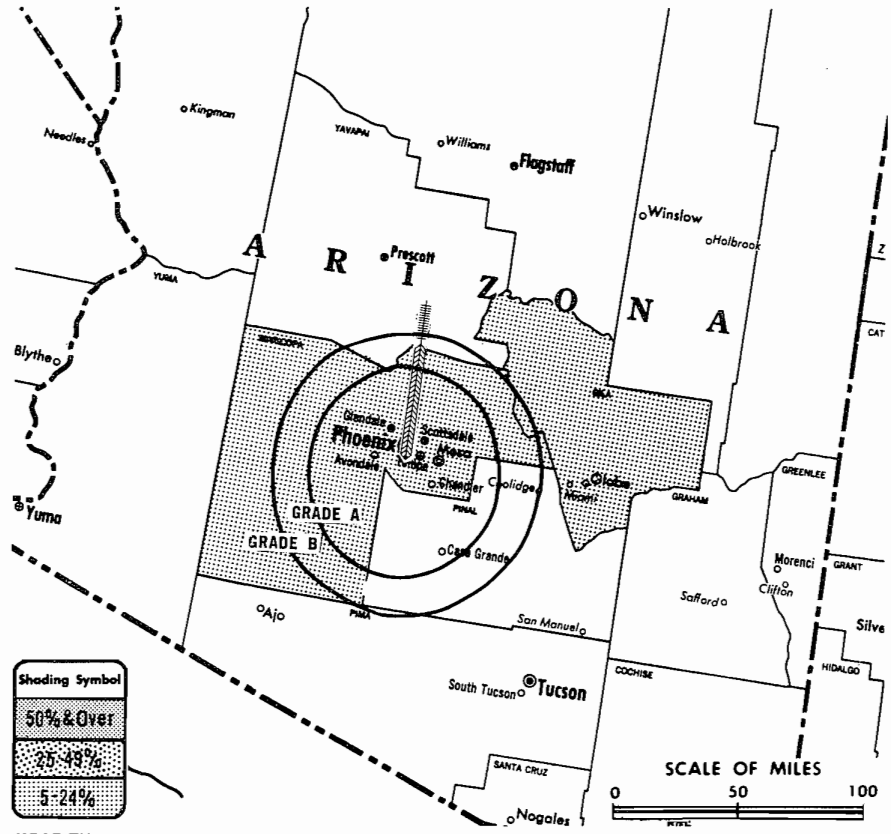 Kingman
Needles
YAVAPAI
Williams
Flagstaff
Winslow
Holbrook
ARIZONA
Prescott
YUMA
Z
CAT
Blythe
MARICOPA
GILA
Glendale
Scottsdale
Phoenix
Mesa
Avondale
Tempe
Chandler
Coolidge
Miami
Globe
GRAHAM
GREENLEE
PINAL
GRADE A
GRADE B
Yuma
Casa Grande
Morenci
GRANT
Clifton
Safford
Silve
Ajo
PIMA
San Manuel
HIDALGO
COCHISE
South Tucson
Tucson
Shading Symbol
50% & Over
25-49%
5-24%
SANTA CRUZ
SCALE OF MILES
0 50 100
Nogales